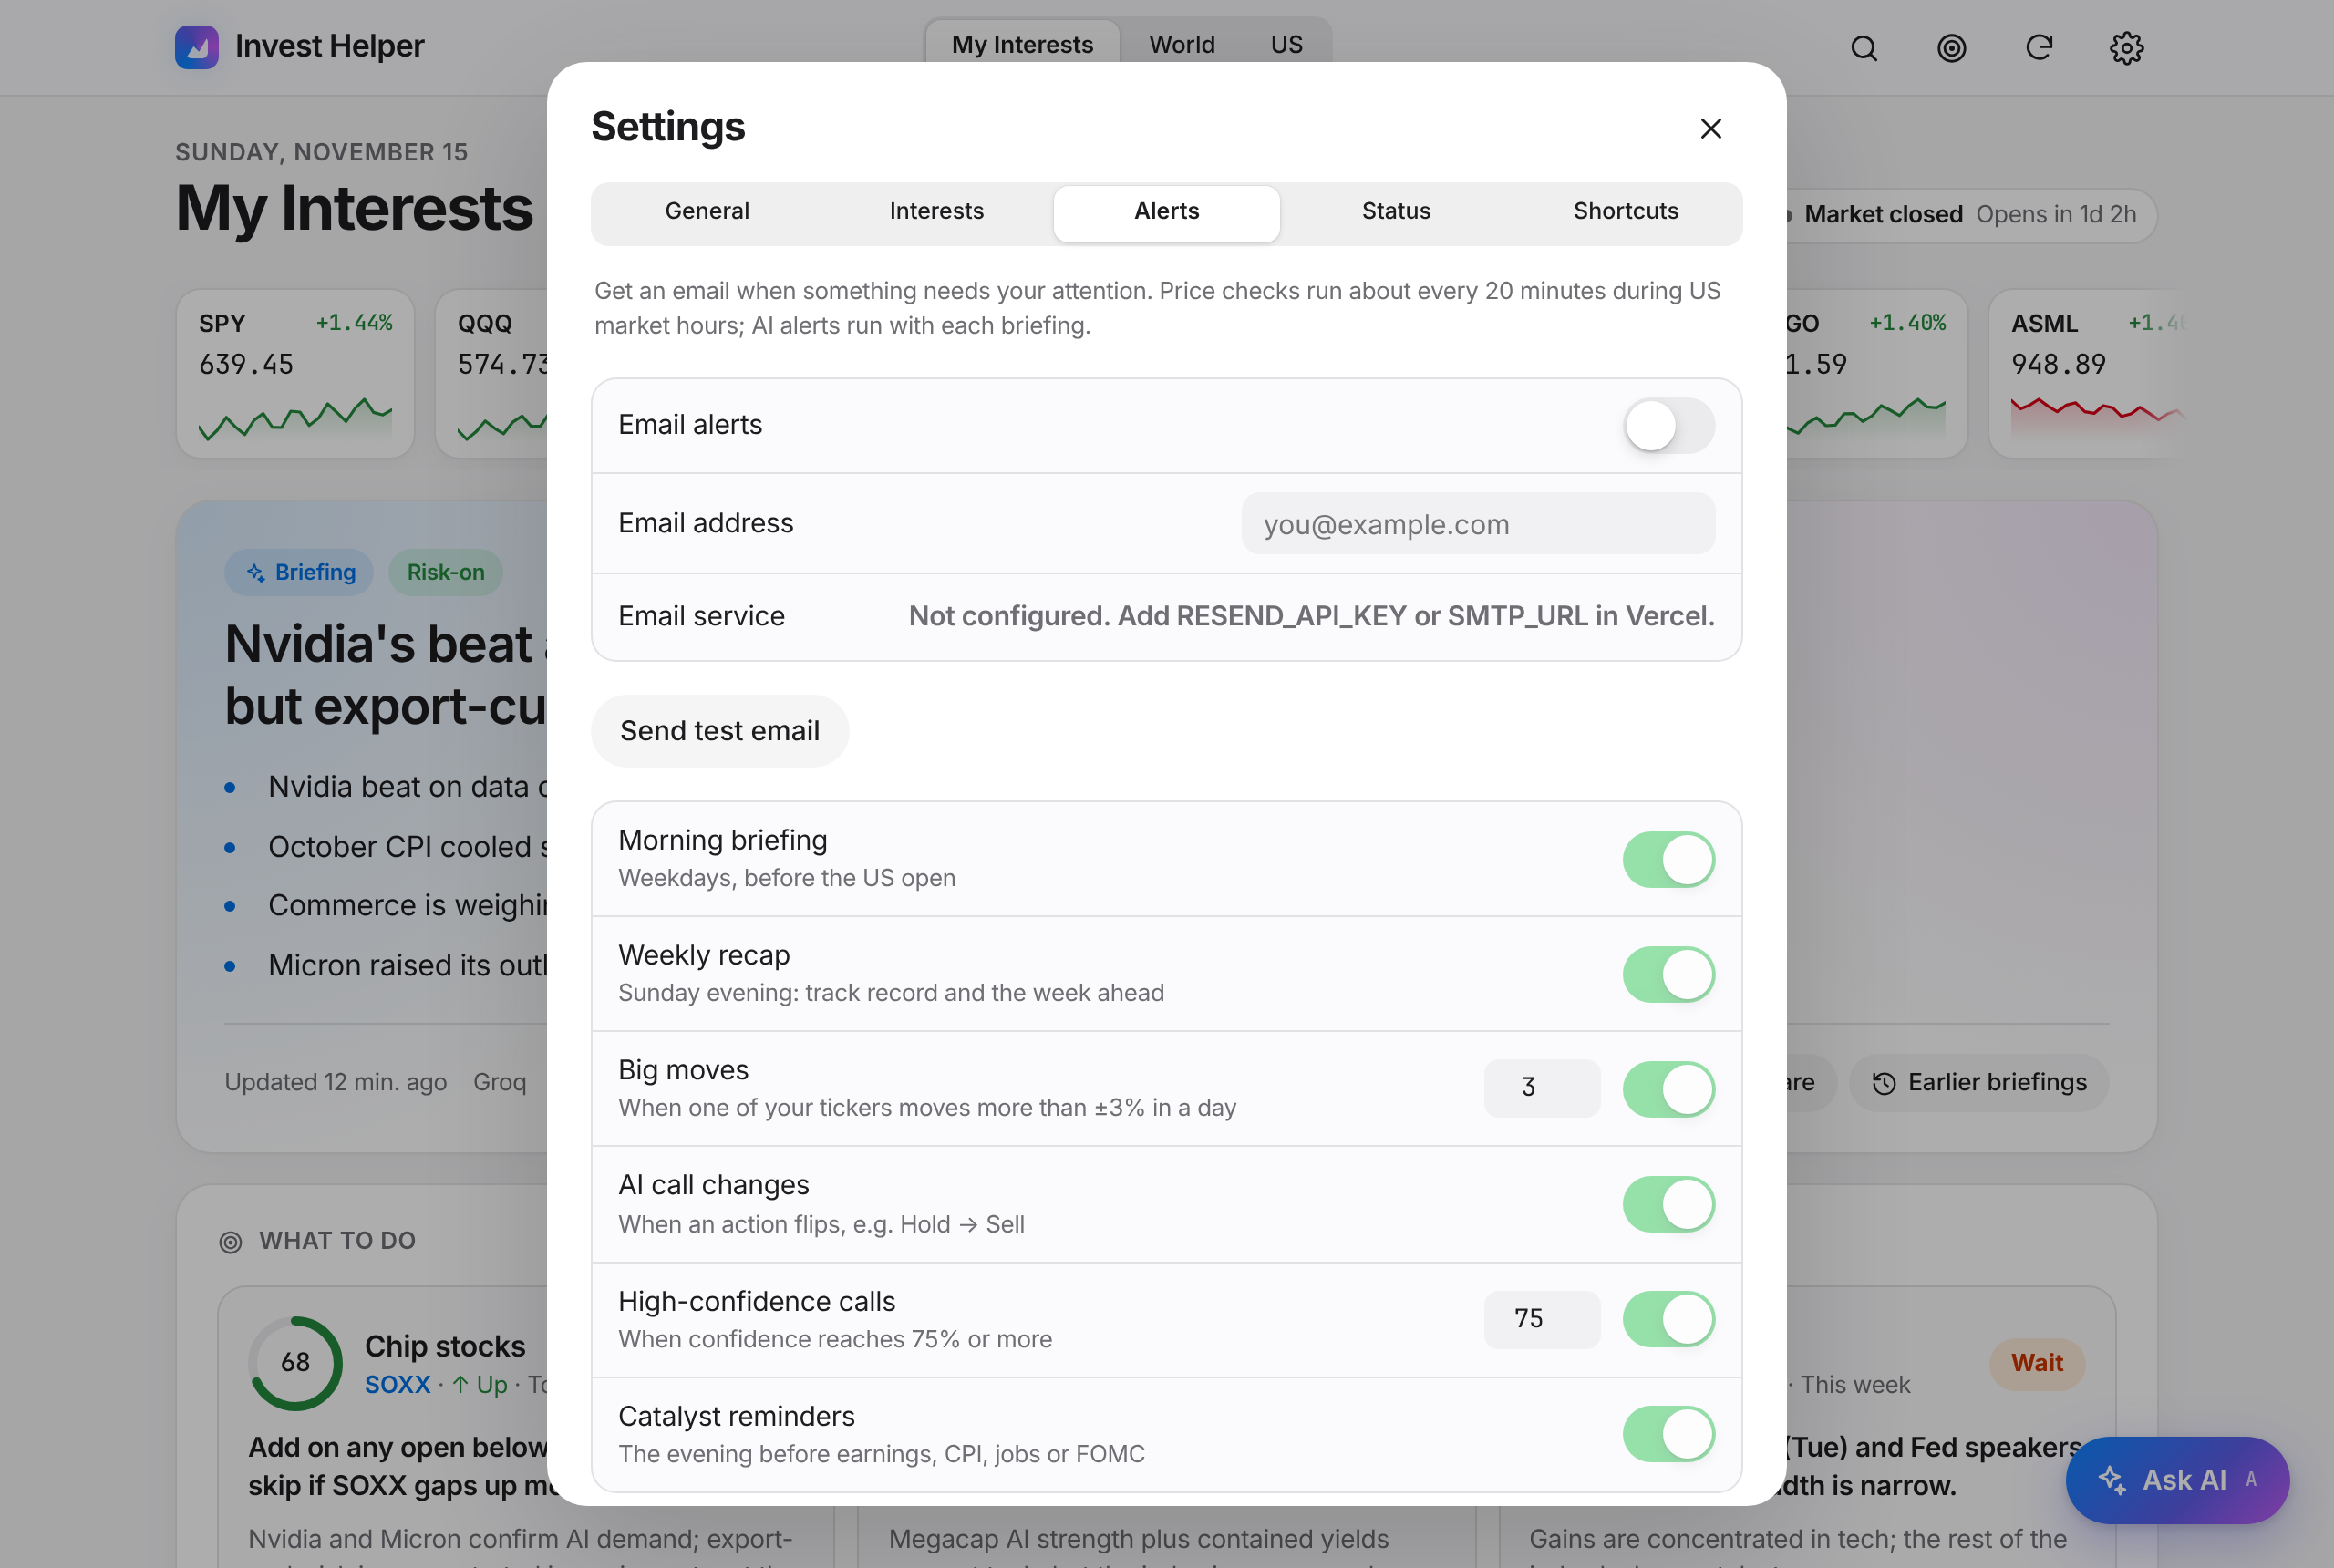 Invest Helper
My Interests World US
Settings
SUNDAY, NOVEMBER 15
My Interests
Market closed Opens in 1d 2h
General Interests Alerts Status Shortcuts
Get an email when something needs your attention. Price checks run about every 20 minutes during US
market hours; AI alerts run with each briefing.
SPY +1.44%
639.45
QQQ
574.73
GO +1.40%
1.59
ASML +1.4
948.89
Email alerts
Email address you@example.com
Email service Not configured. Add RESEND_API_KEY or SMTP_URL in Vercel.
Send test email
Briefing Risk-on
Nvidia's beat
but export-cu
Nvidia beat on data
October CPI cooled
Commerce is weighin
Micron raised its outl
Updated 12 min. ago Groq
are Earlier briefings
Morning briefing
Weekdays, before the US open
Weekly recap
Sunday evening: track record and the week ahead
Big moves 3
When one of your tickers moves more than ±3% in a day
AI call changes
When an action flips, e.g. Hold → Sell
High-confidence calls 75
When confidence reaches 75% or more
Catalyst reminders
The evening before earnings, CPI, jobs or FOMC
WHAT TO DO
68
Chip stocks
SOXX · ↑ Up · To
Add on any open below
skip if SOXX gaps up mo
Nvidia and Micron confirm AI demand; export-
Megacap AI strength plus contained yields
Wait
· This week
(Tue) and Fed speakers
dth is narrow.
Gains are concentrated in tech; the rest of the
Ask AI A